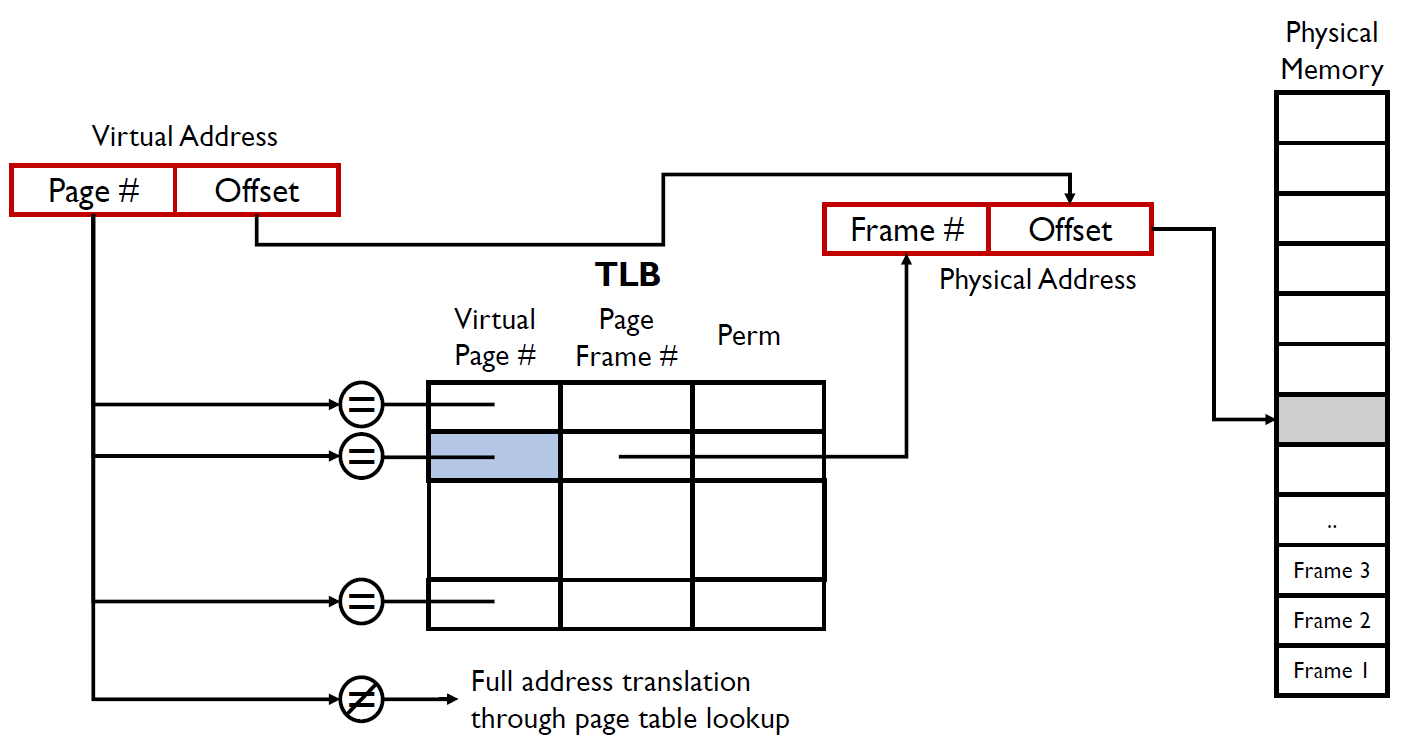 Physical
Memory
Virtual Address
Page #
Offset
Frame #
Offset
Physical Address
TLB
Virtual
Page #
Page
Frame #
Perm
=
=
=
≠
Full address translation
through page table lookup
..
Frame 3
Frame 2
Frame 1